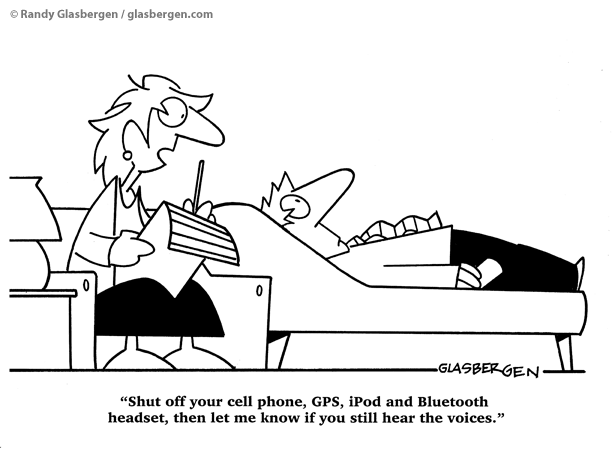 © Randy Glasbergen / glasbergen.com
GLASBERGEN
“Shut off your cell phone, GPS, iPod and Bluetooth
headset, then let me know if you still hear the voices.”